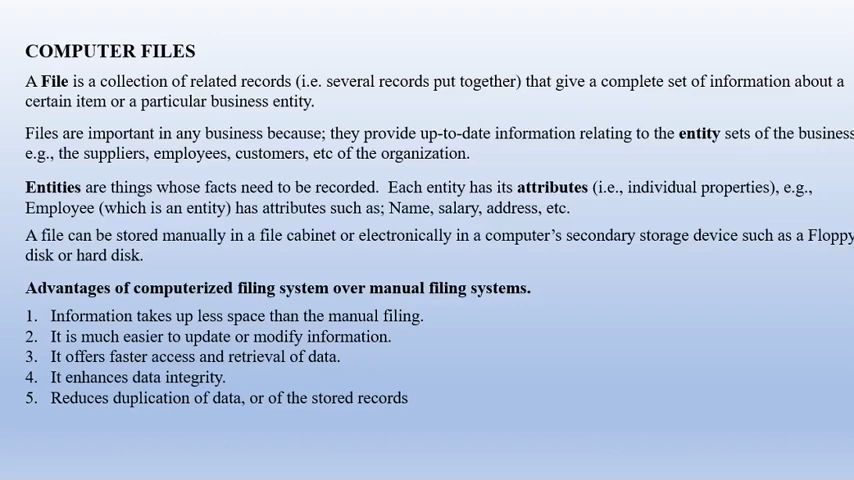 COMPUTER FILES
A File is a collection of related records (i.e. several records put together) that give a complete set of information about a
certain item or a particular business entity.
Files are important in any business because; they provide up-to-date information relating to the entity sets of the business
e.g., the suppliers, employees, customers, etc of the organization.
Entities are things whose facts need to be recorded. Each entity has its attributes (i.e., individual properties), e.g.,
Employee (which is an entity) has attributes such as; Name, salary, address, etc.
A file can be stored manually in a file cabinet or electronically in a computer’s secondary storage device such as a Floppy
disk or hard disk.
Advantages of computerized filing system over manual filing systems.
1. Information takes up less space than the manual filing.
2. It is much easier to update or modify information.
3. It offers faster access and retrieval of data.
4. It enhances data integrity.
5. Reduces duplication of data, or of the stored records